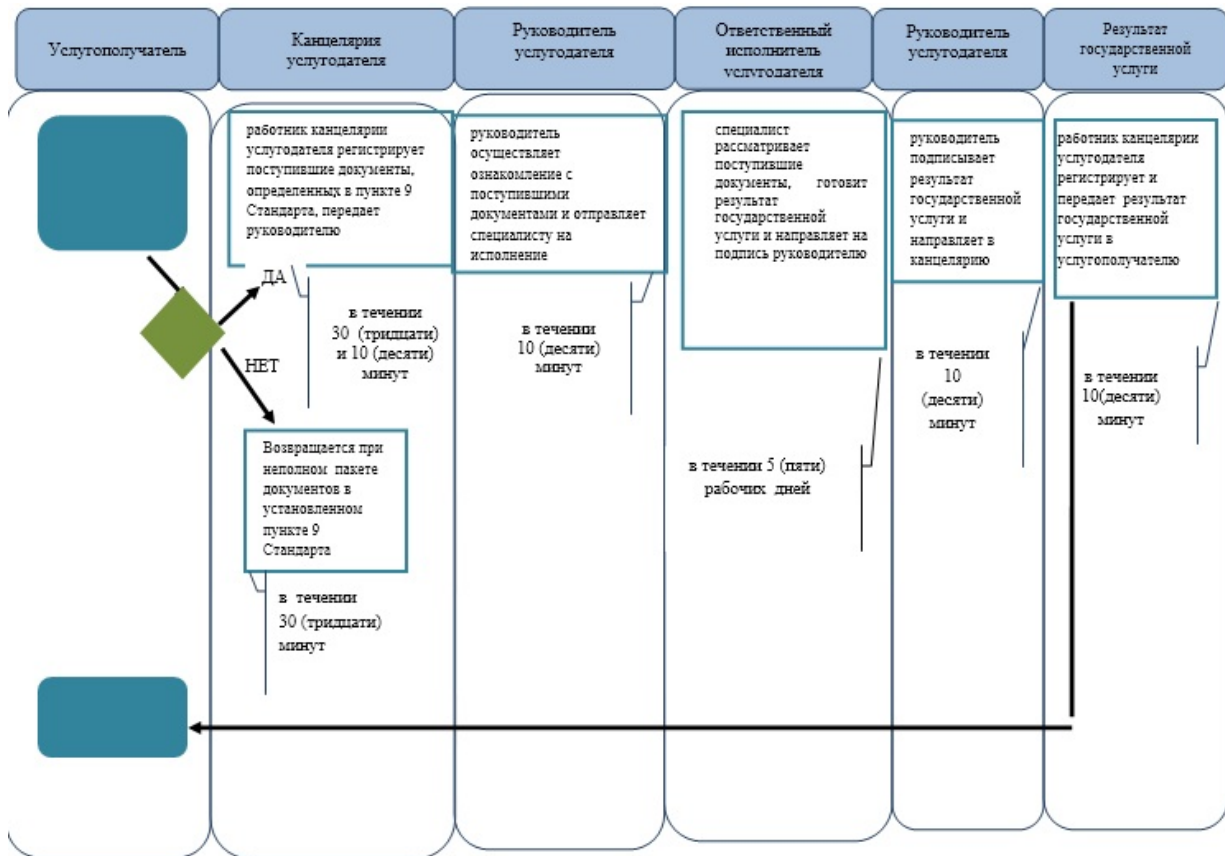 Услугополучатель
Канцелярия
услугодателя
Руководитель
услугодателя
Ответственный
исполнитель
услугодателя
Руководитель
услугодателя
Результат
государственной
услуги
работник канцелярии
услугодателя регистрирует
поступившие документы,
определенных в пункте 9
Стандарта, передает
руководителю
ДА
в течении
30 (тридцати)
и 10 (десяти)
минут
НЕТ
Возвращается при
неполном пакете
документов в
установленном
пункте 9
Стандарта
в течении
30 (тридцати)
минут
руководитель
осуществляет
ознакомление с
поступившими
документами и отправляет
специалисту на
исполнение
в течении
10 (десяти)
минут
специалист
рассматривает
поступившие
документы, готовит
результат
государственной
услуги и направляет на
подпись руководителю
в течении 5 (пяти)
рабочих дней
руководитель
подписывает
результат
государственной
услуги и
направляет в
канцелярию
в течении
10
(десяти)
минут
работник канцелярии
услугодателя
регистрирует и
передает результат
государственной
услуги в
услугополучателю
в течении
10(десяти)
минут